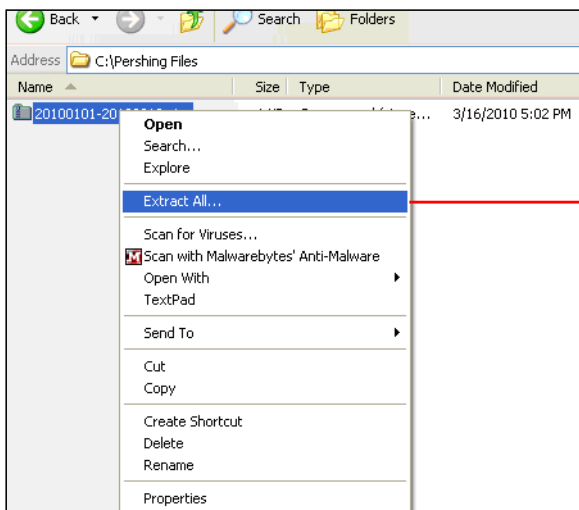 Back Search Folders
Address C:\Pershing Files
Name Size Type Date Modified
20100101-20 3/16/2010 5:02 PM
Open
Search...
Explore
Extract All...
Scan for Viruses...
Scan with Malwarebytes' Anti-Malware
Open With
TextPad
Send To
Cut
Copy
Create Shortcut
Delete
Rename
Properties